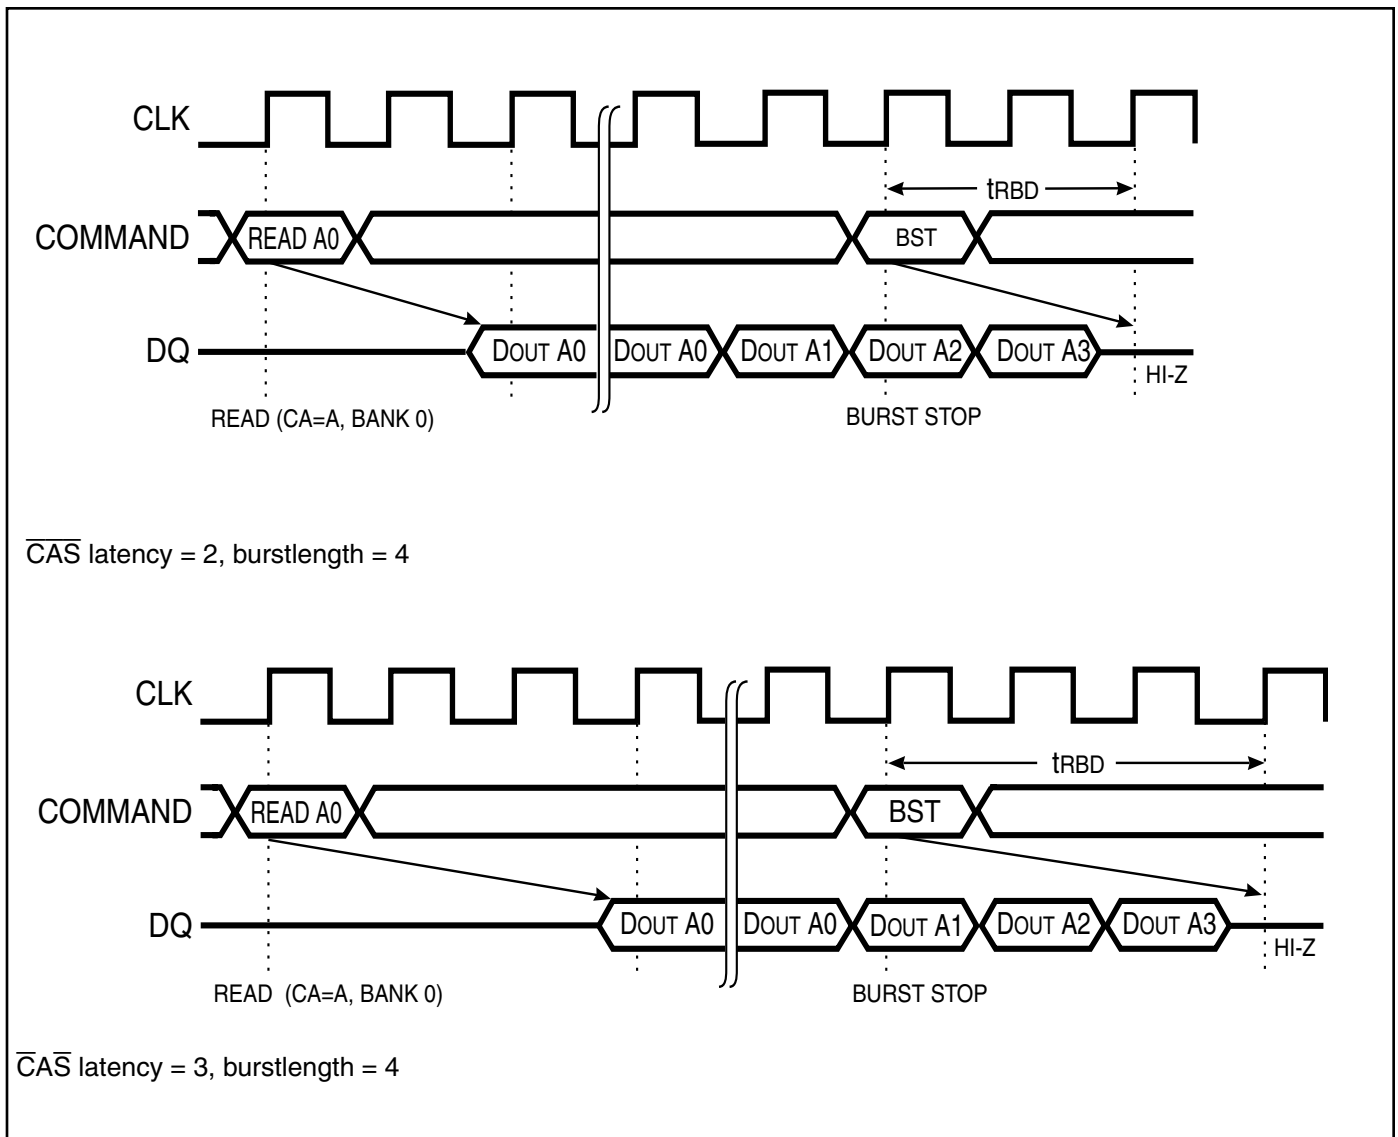 CLK
tRBD
COMMAND READ A0 BST
DQ DOUT A0 DOUT A0 DOUT A1 DOUT A2 DOUT A3
HI-Z
READ (CA=A, BANK 0) BURST STOP
CAS latency = 2, burstlength = 4
CLK
tRBD
COMMAND READ A0 BST
DQ DOUT A0 DOUT A0 DOUT A1 DOUT A2 DOUT A3
HI-Z
READ (CA=A, BANK 0) BURST STOP
CAS latency = 3, burstlength = 4